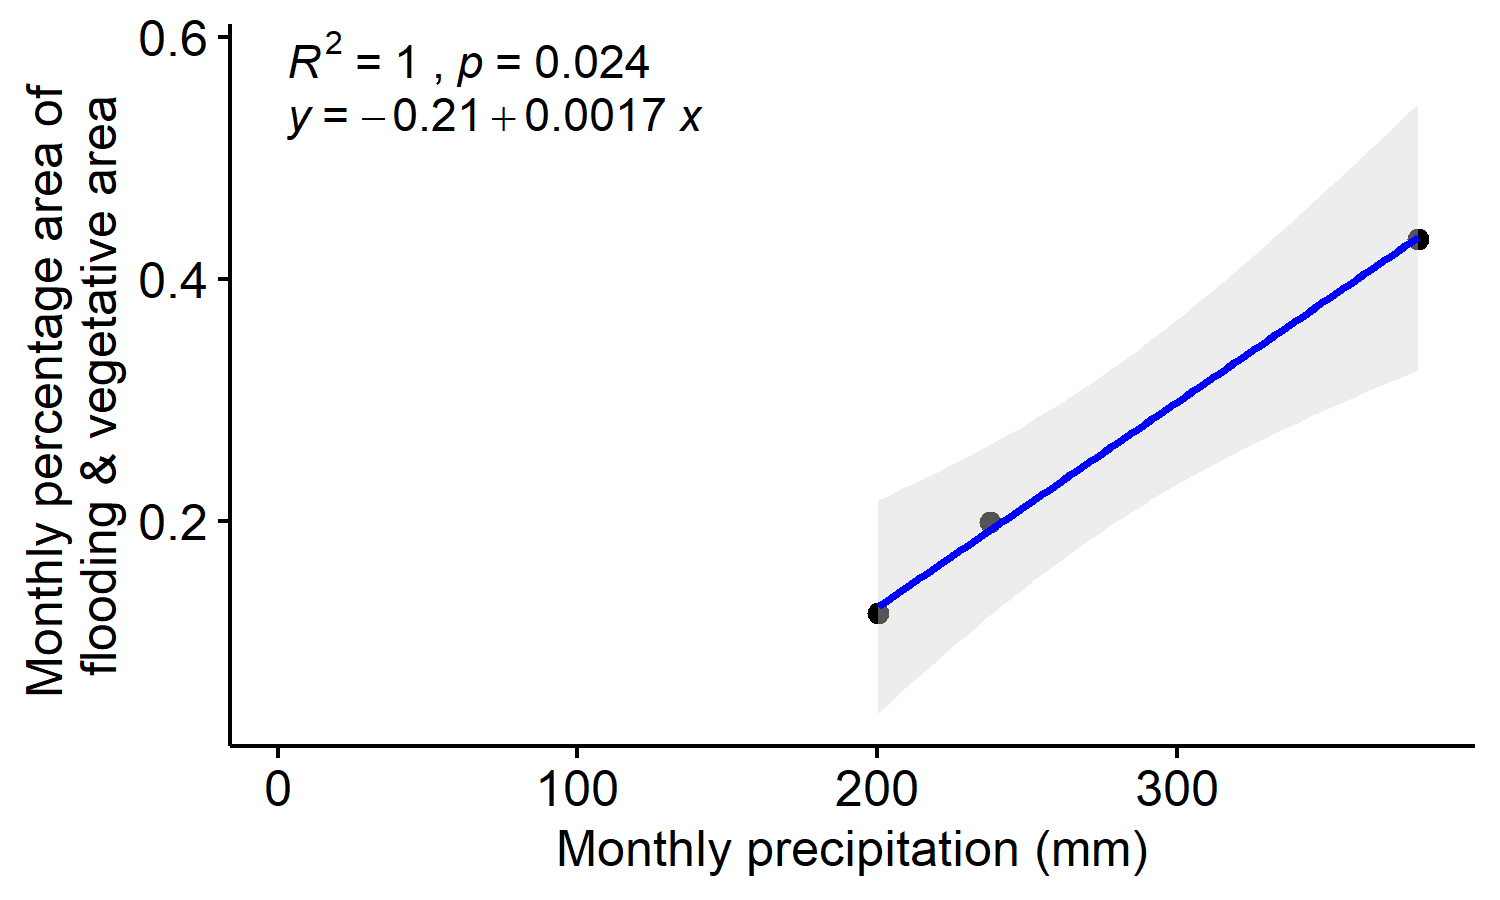 0.6
R² = 1 , p = 0.024
y = −0.21 + 0.0017 x
0.4
0.2
Monthly percentage area of
flooding & vegetative area
0 100 200 300
Monthly precipitation (mm)